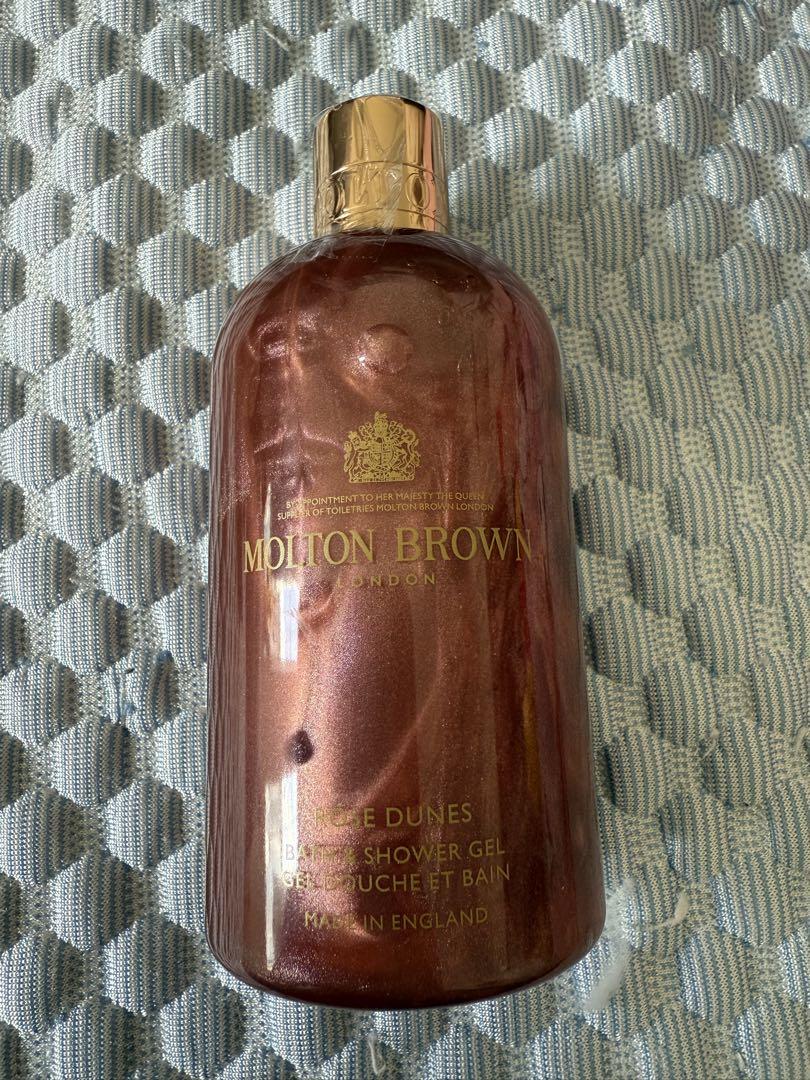 BY APPOINTMENT TO HER MAJESTY THE QUEEN
SUPPLIER OF TOILETRIES MOLTON BROWN LONDON
MOLTON BROWN
LONDON
ROSE DUNES
BATH & SHOWER GEL
GEL DOUCHE ET BAIN
MADE IN ENGLAND